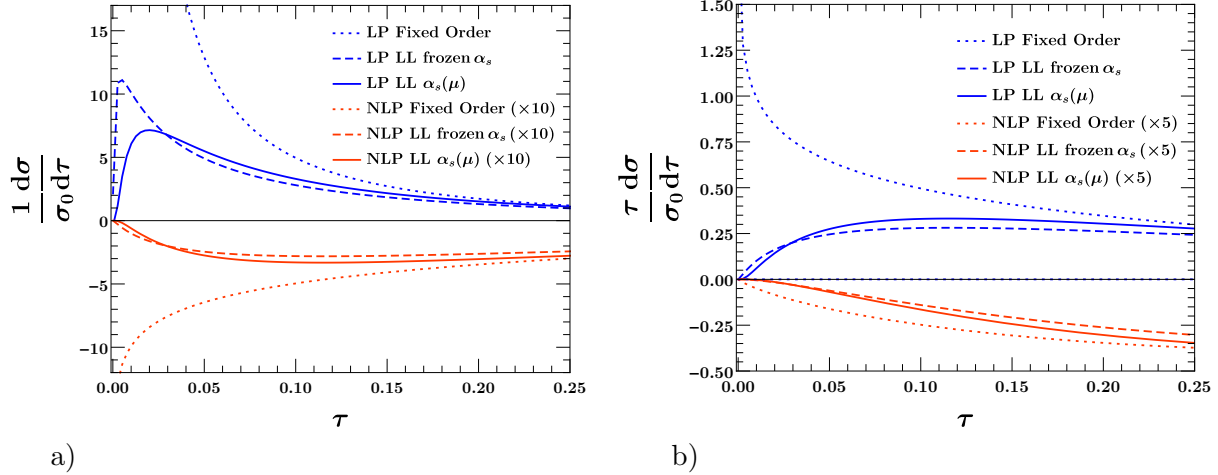 LP Fixed Order
LP LL frozen αs
LP LL αs(μ)
NLP Fixed Order (×10)
NLP LL frozen αs (×10)
NLP LL αs(μ) (×10)
15
10
5
0
−5
−10
1 dσ
σ0 dτ
0.00 0.05 0.10 0.15 0.20 0.25
τ
a)
LP Fixed Order
LP LL frozen αs
LP LL αs(μ)
NLP Fixed Order (×5)
NLP LL frozen αs (×5)
NLP LL αs(μ) (×5)
1.50
1.25
1.00
0.75
0.50
0.25
0.00
−0.25
−0.50
τ dσ
σ0 dτ
0.00 0.05 0.10 0.15 0.20 0.25
τ
b)